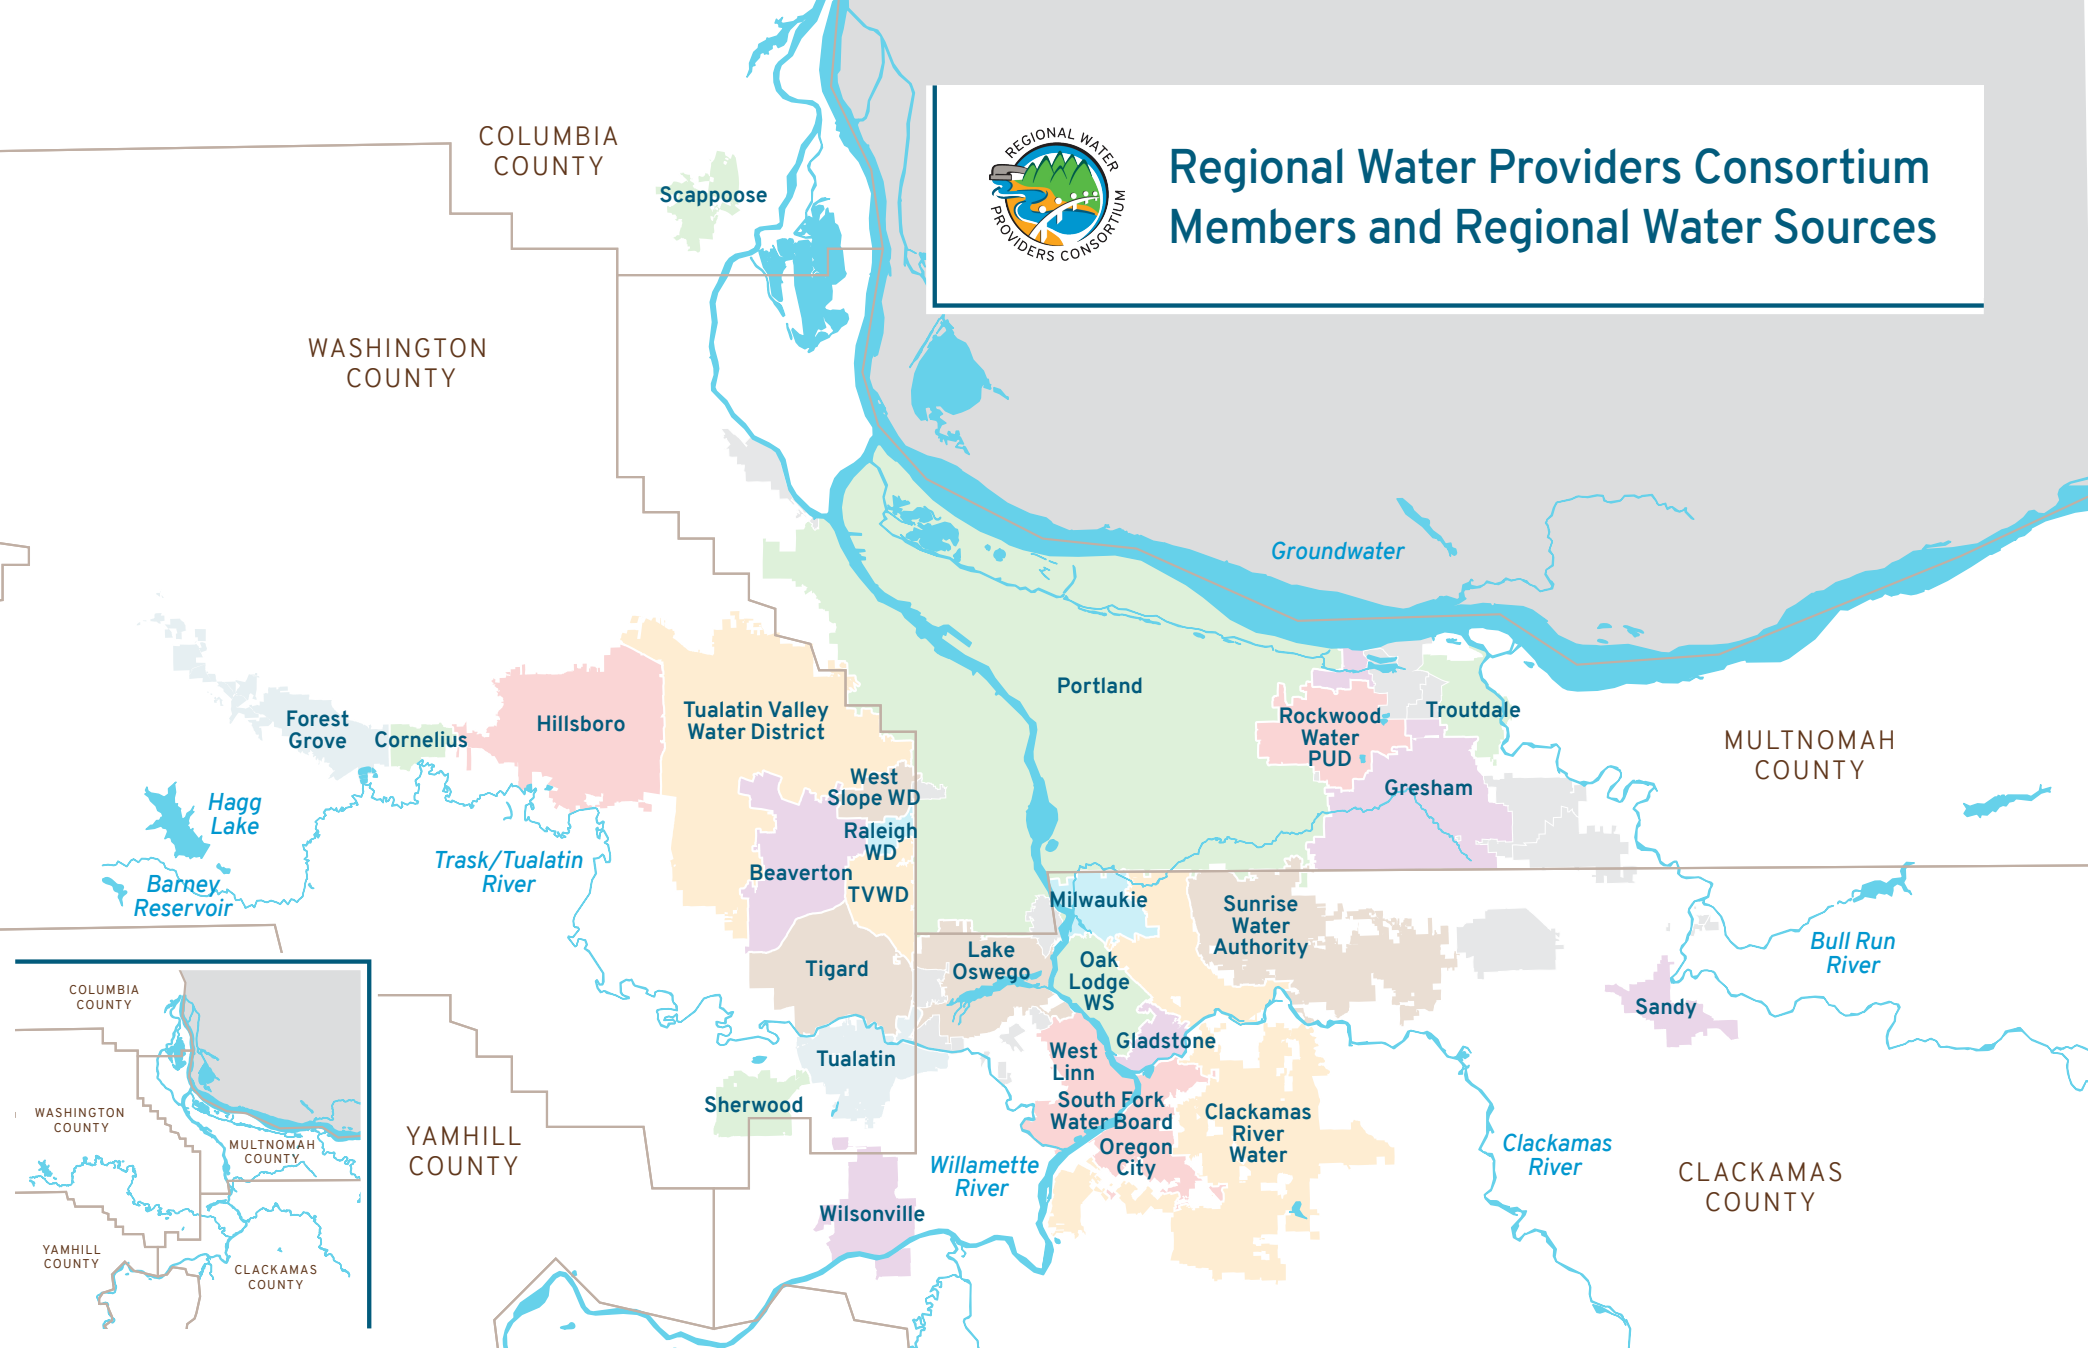 REGIONAL WATER
PROVIDERS CONSORTIUM
Regional Water Providers Consortium
Members and Regional Water Sources
COLUMBIA
COUNTY
Scappoose
WASHINGTON
COUNTY
Groundwater
Portland
Forest
Grove
Cornelius
Hillsboro
Tualatin Valley
Water District
Rockwood
Water
PUD
Troutdale
MULTNOMAH
COUNTY
West
Slope WD
Gresham
Hagg
Lake
Raleigh
WD
Trask/Tualatin
River
Barney
Reservoir
Beaverton
TVWD
Milwaukie
Sunrise
Water
Authority
Tigard
Lake
Oswego
Oak
Lodge
WS
Bull Run
River
Sandy
Gladstone
Tualatin
West
Linn
Sherwood
South Fork
Water Board
Oregon
City
Clackamas
River
Water
YAMHILL
COUNTY
Willamette
River
Clackamas
River
CLACKAMAS
COUNTY
Wilsonville
COLUMBIA
COUNTY
WASHINGTON
COUNTY
MULTNOMAH
COUNTY
YAMHILL
COUNTY
CLACKAMAS
COUNTY